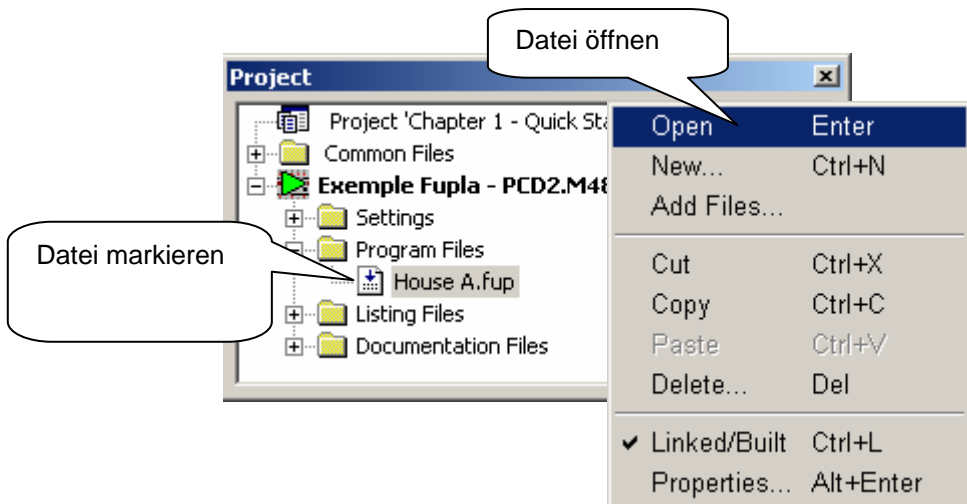 Datei öffnen
Project
Project 'Chapter 1 - Quick Sta
Common Files
Exemple Fupla - PCD2.M48
Settings
Datei markieren
Program Files
House A.fup
Listing Files
Documentation Files
Open Enter
New... Ctrl+N
Add Files...
Cut Ctrl+X
Copy Ctrl+C
Paste Ctrl+V
Delete... Del
Linked/Built Ctrl+L
Properties... Alt+Enter